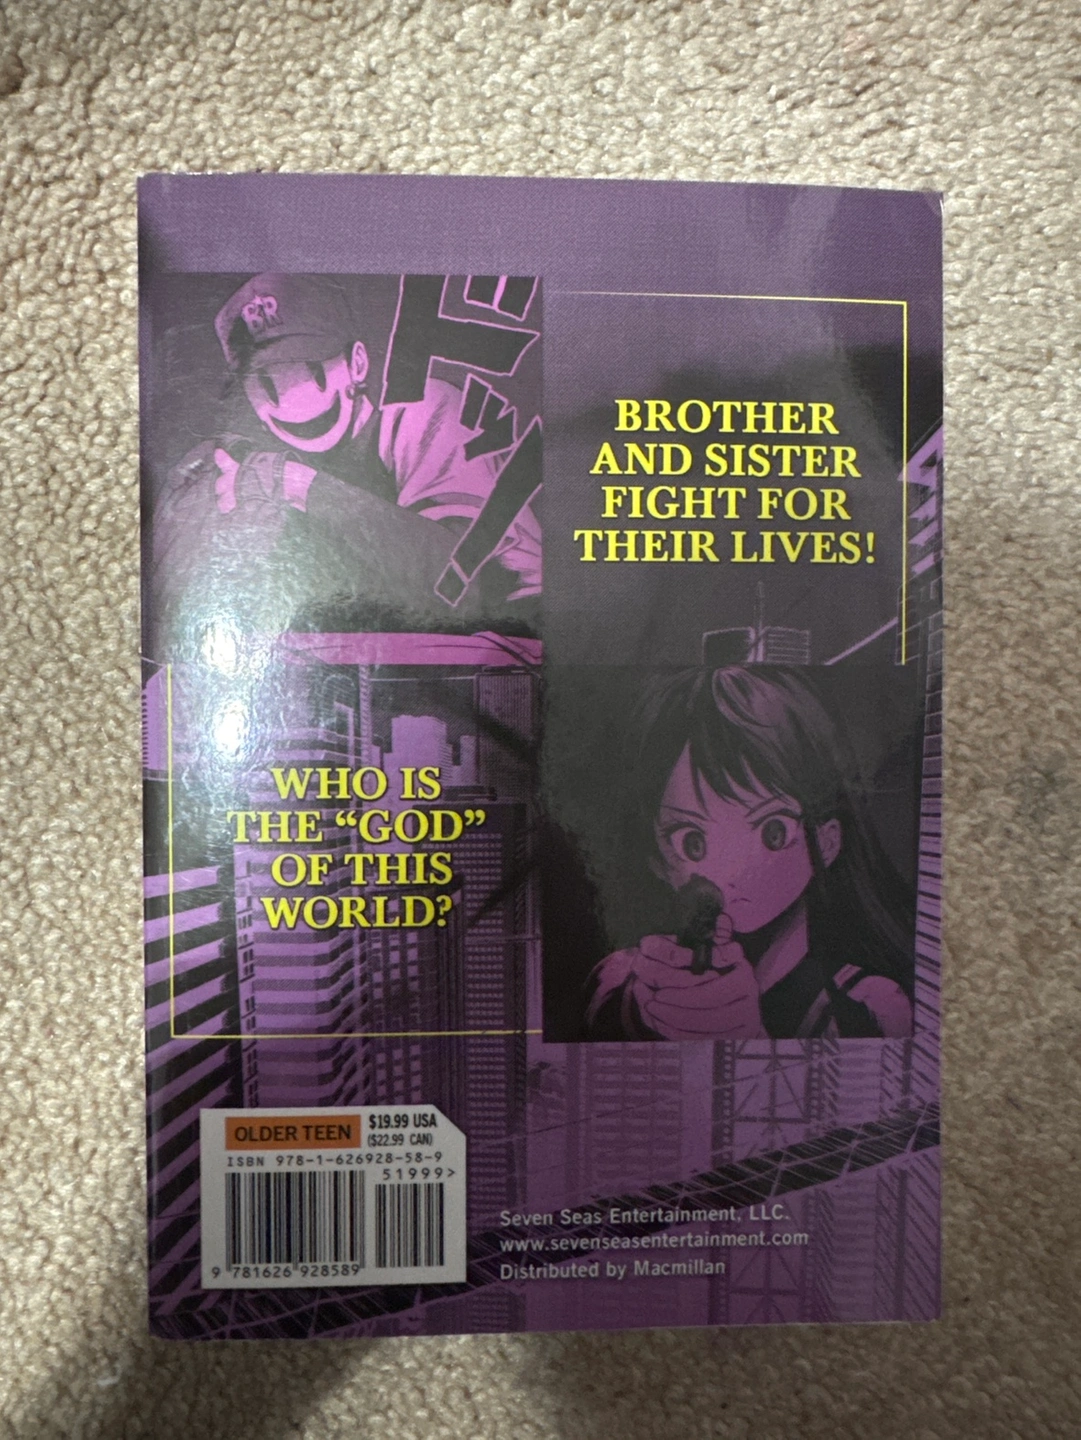 BR
BROTHER
AND SISTER
FIGHT FOR
THEIR LIVES!
WHO IS
THE “GOD”
OF THIS
WORLD?
OLDER TEEN
$19.99 USA
($22.99 CAN)
ISBN 978-1-626928-58-9
51999>
9 781626 928589
Seven Seas Entertainment, LLC.
www.sevenseasentertainment.com
Distributed by Macmillan